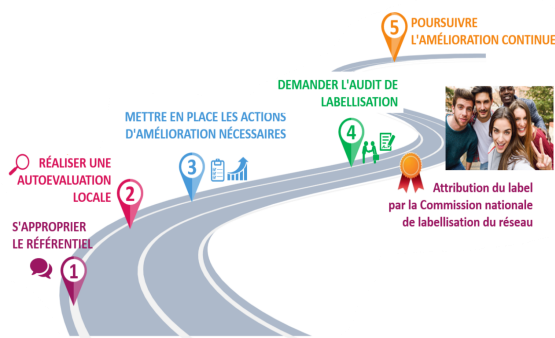 5
POURSUIVRE
L'AMÉLIORATION CONTINUE
DEMANDER L'AUDIT DE
LABELLISATION
4
METTRE EN PLACE LES ACTIONS
D'AMÉLIORATION NÉCESSAIRES
3
RÉALISER UNE
AUTOEVALUATION
LOCALE
2
Attribution du label
par la Commission nationale
de labellisation du réseau
S'APPROPRIER
LE RÉFÉRENTIEL
1